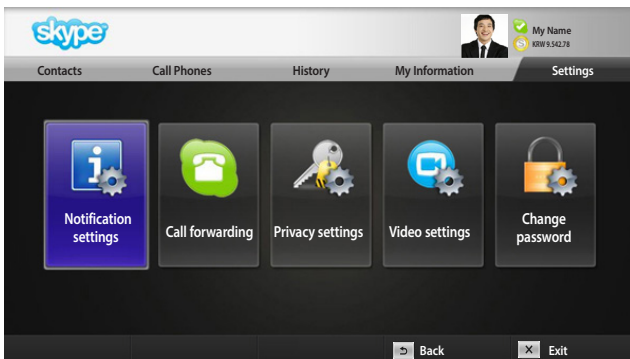 skype
My Name
KRW 9.542.78
Contacts
Call Phones
History
My Information
Settings
Notification
settings
Call forwarding
Privacy settings
Video settings
Change
password
Back
X Exit